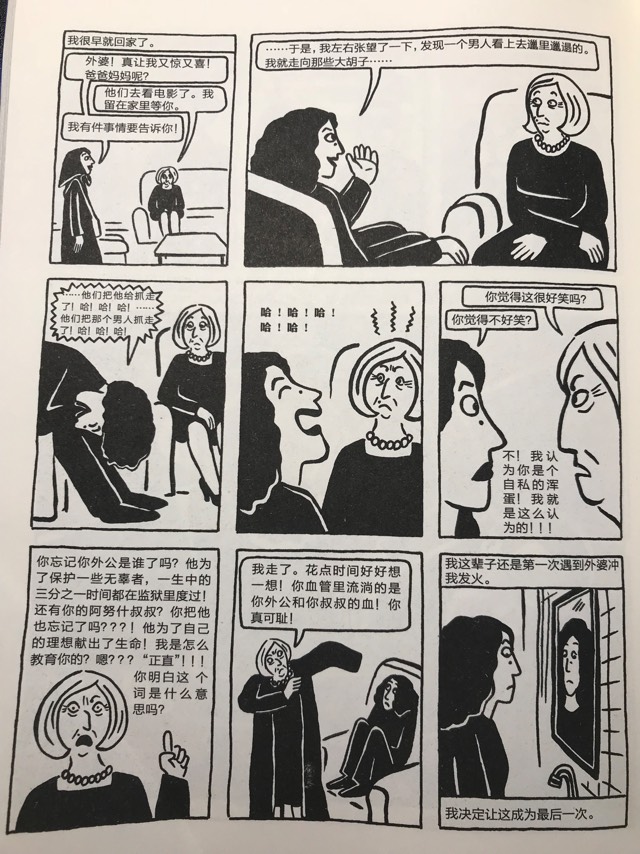 我很早就回家了。
外婆！真让我又惊又喜！
爸爸妈妈呢？
他们去看电影了。我
留在家里等你。
我有件事情要告诉你！
……于是，我左右张望了一下，发现一个男人看上去邋里邋遢的。
我就走向那些大胡子……
……他们把他给抓走
了！哈！哈！哈！……
他们把那个男人抓走
了！哈！哈！哈！
哈！哈！哈！
哈！哈！
你觉得这很好笑吗？
你觉得不好笑？
不！我认
为你是个
自私的浑
蛋！我就
是这么认
为的！！！
你忘记你外公是谁了吗？他为
了保护一些无辜者，一生中的
三分之一时间都在监狱里度过！
还有你的阿努什叔叔？你把他
也忘记了吗？？？！他为了自己
的理想献出了生命！我是怎么
教育你的？嗯？？？“正直”！！！
你明白这个
词是什么意
思吗？
我走了。花点时间好好想
一想！你血管里流淌的是
你外公和你叔叔的血！你
真可耻！
我这辈子还是第一次遇到外婆冲
我发火。
我决定让这成为最后一次。